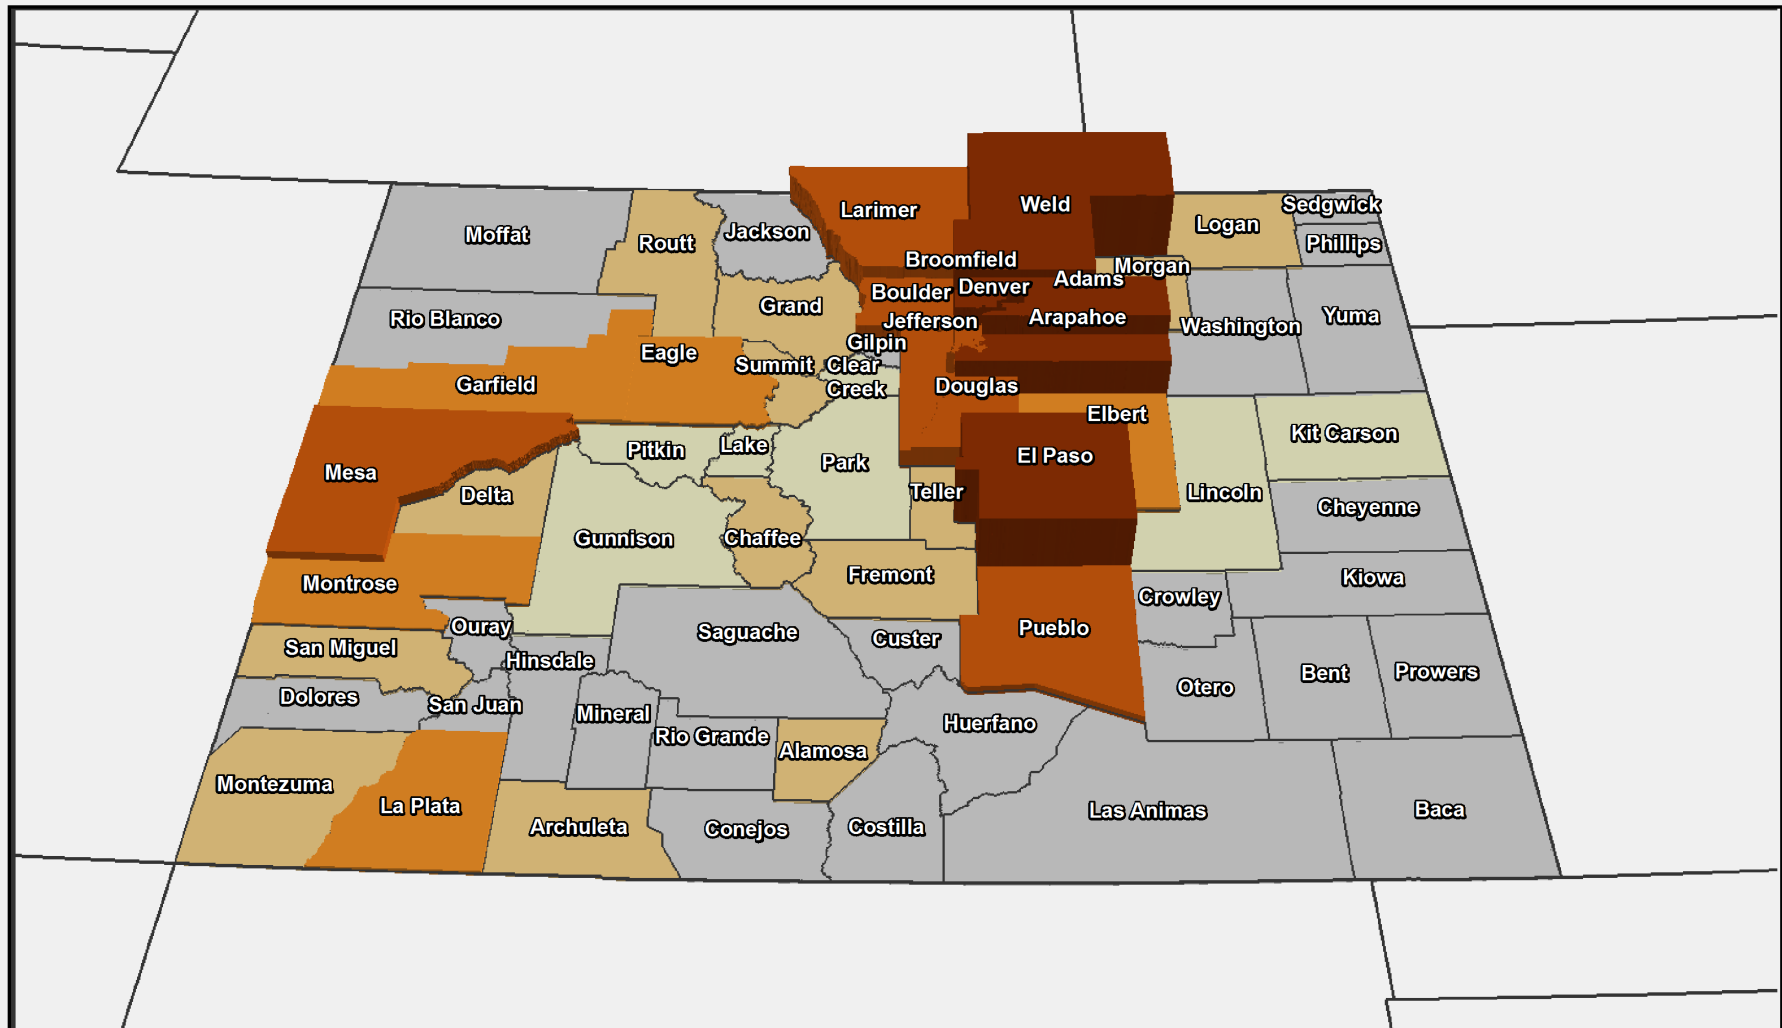 Moffat
Routt
Jackson
Larimer
Weld
Logan
Sedgwick
Phillips
Rio Blanco
Grand
Broomfield
Boulder
Denver
Adams
Morgan
Jefferson
Arapahoe
Washington
Yuma
Gilpin
Garfield
Eagle
Summit
Clear
Creek
Douglas
Elbert
Mesa
Delta
Pitkin
Lake
Park
Teller
El Paso
Lincoln
Kit Carson
Cheyenne
Gunnison
Chaffee
Fremont
Montrose
Ouray
Crowley
Kiowa
San Miguel
Hinsdale
Saguache
Custer
Pueblo
Otero
Bent
Prowers
Dolores
San Juan
Mineral
Rio Grande
Alamosa
Huerfano
Montezuma
La Plata
Archuleta
Conejos
Costilla
Las Animas
Baca